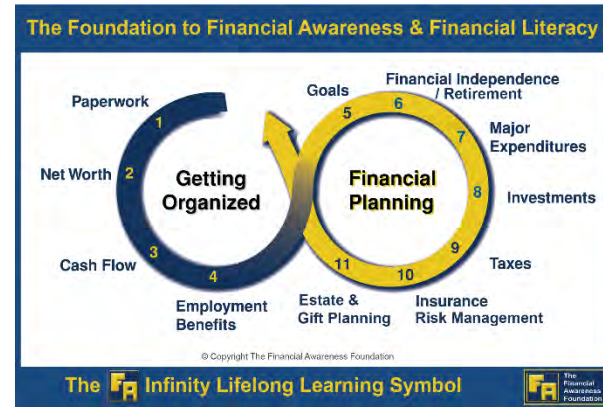 The Foundation to Financial Awareness & Financial Literacy
Paperwork
1
Net Worth
2
Cash Flow
3
4
Employment
Benefits
Getting
Organized
Goals
5
Financial Independence
/ Retirement
6
7
Major
Expenditures
8
Investments
9
Taxes
10
Insurance
Risk Management
11
Estate &
Gift Planning
Financial
Planning
© Copyright The Financial Awareness Foundation
The FA Infinity Lifelong Learning Symbol
FA
The
Financial
Awareness
Foundation